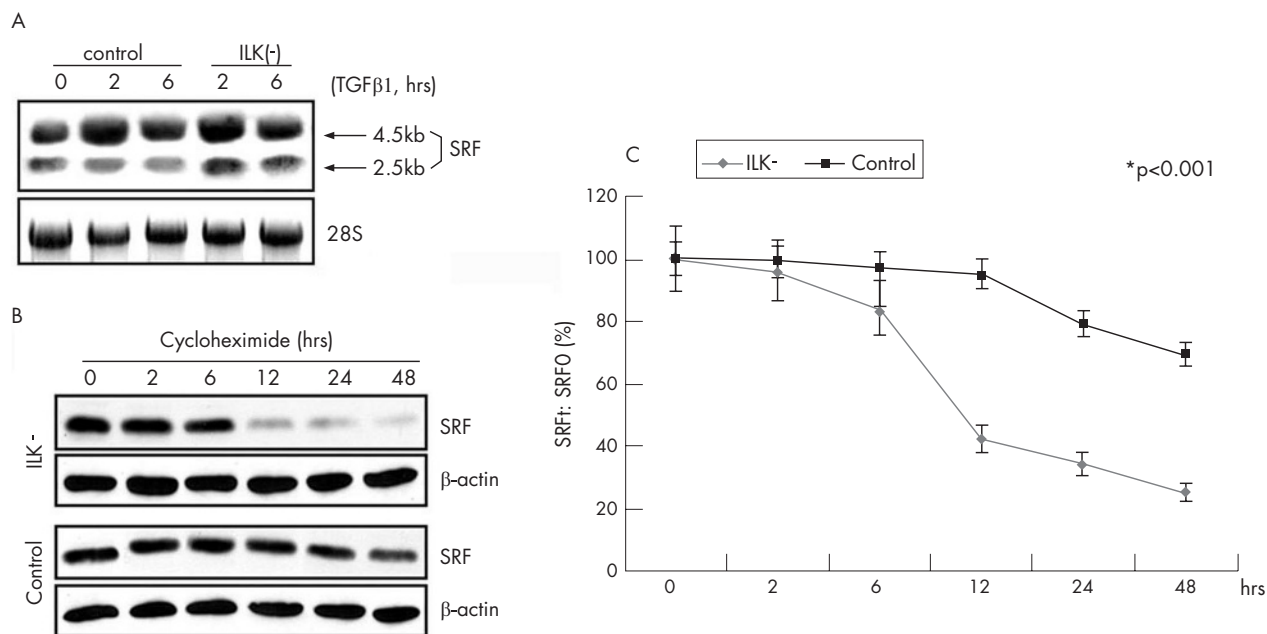 A
control ILK(-)
0 2 6 2 6 (TGFβ1, hrs)
4.5kb
SRF
2.5kb
28S
B
Cycloheximide (hrs)
0 2 6 12 24 48
ILK -
SRF
β-actin
Control
SRF
β-actin
C
ILK- Control
*p<0.001
SRFt: SRF0 (%)
120
100
80
60
40
20
0
0 2 6 12 24 48 hrs